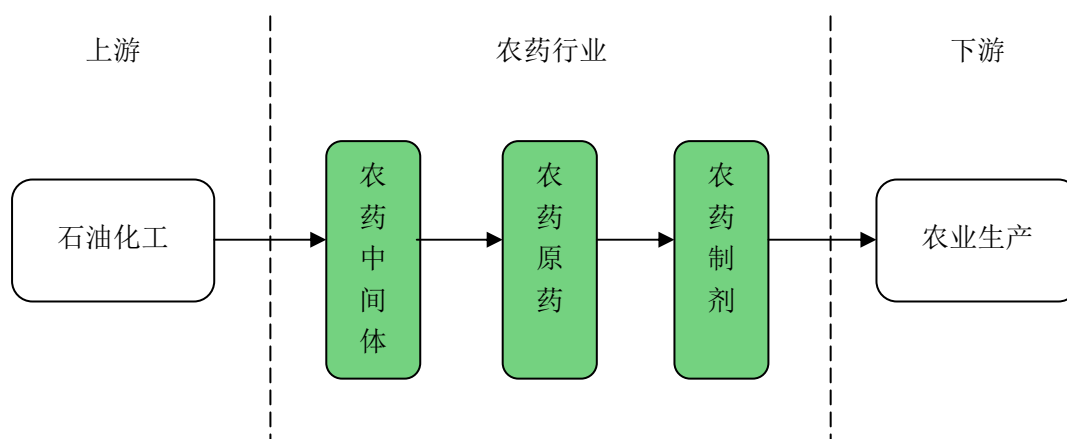 上游
农药行业
下游
石油化工
农药中间体
农药原药
农药制剂
农业生产